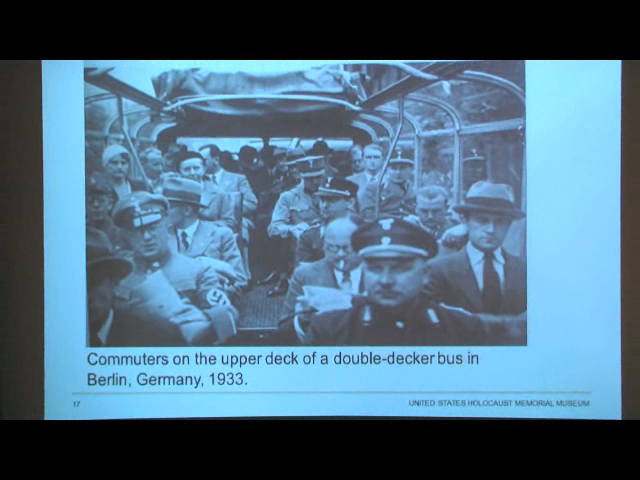 Commuters on the upper deck of a double-decker bus in
Berlin, Germany, 1933.
17
UNITED STATES HOLOCAUST MEMORIAL MUSEUM